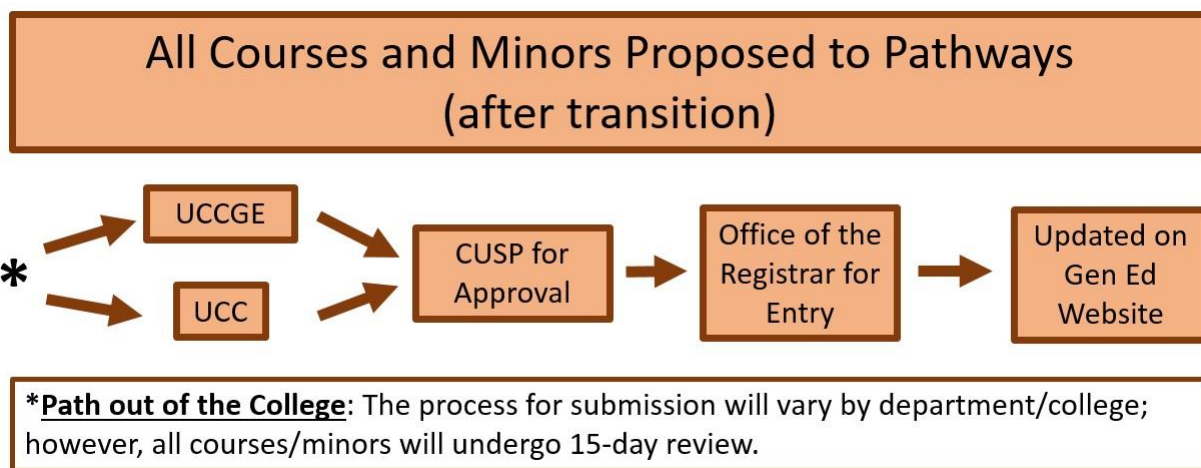 All Courses and Minors Proposed to Pathways
(after transition)
*
UCCGE
UCC
CUSP for
Approval
Office of the
Registrar for
Entry
Updated on
Gen Ed
Website
*Path out of the College: The process for submission will vary by department/college;
however, all courses/minors will undergo 15-day review.